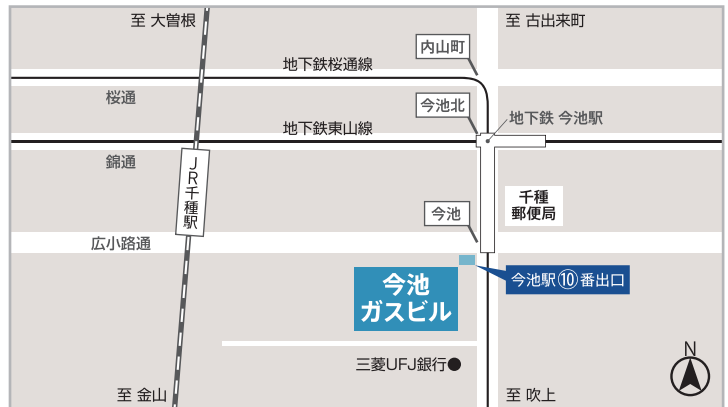 至 大曽根
至 古出来町
内山町
地下鉄桜通線
桜通
今池北
地下鉄 今池駅
地下鉄東山線
錦通
JR千種駅
千種
郵便局
今池
広小路通
今池
ガスビル
今池駅⑩番出口
三菱UFJ銀行
N
至 金山
至 吹上